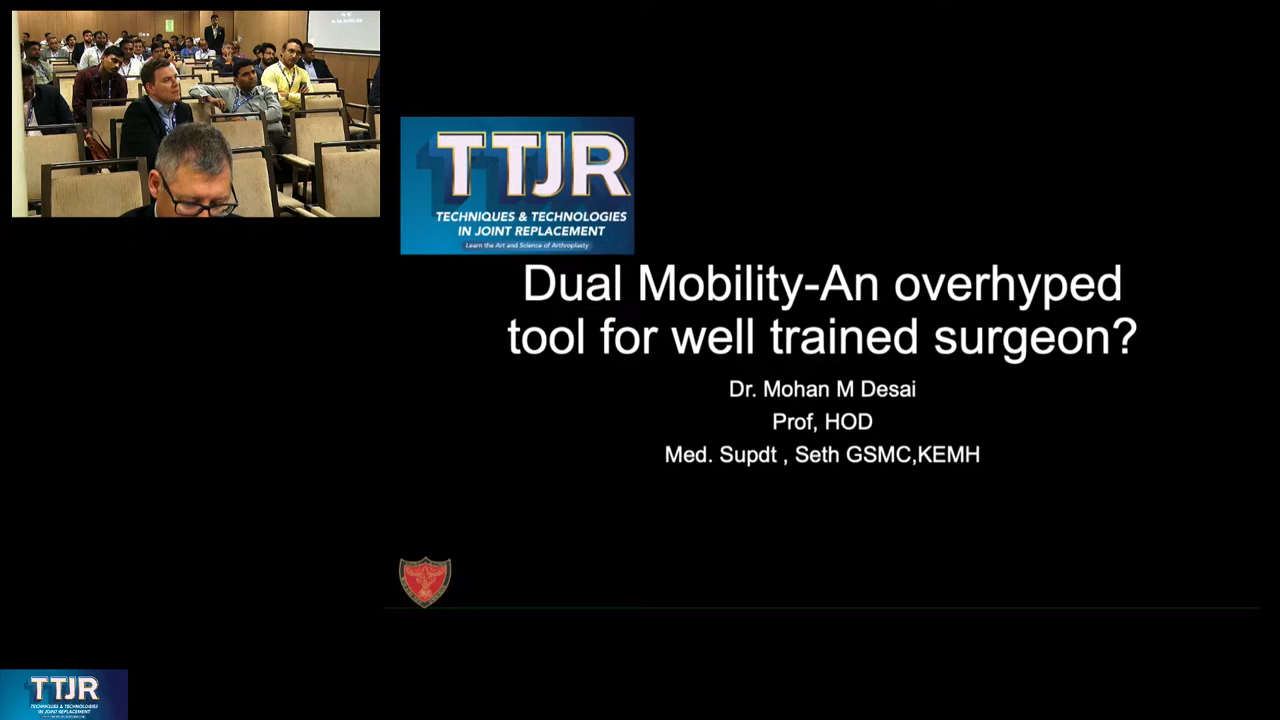 TTJR
TECHNIQUES & TECHNOLOGIES
IN JOINT REPLACEMENT
Learn the Art and Science of Arthroplasty
Dual Mobility-An overhyped
tool for well trained surgeon?
Dr. Mohan M Desai
Prof, HOD
Med. Supdt , Seth GSMC,KEMH
TTJR
TECHNIQUES & TECHNOLOGIES
IN JOINT REPLACEMENT